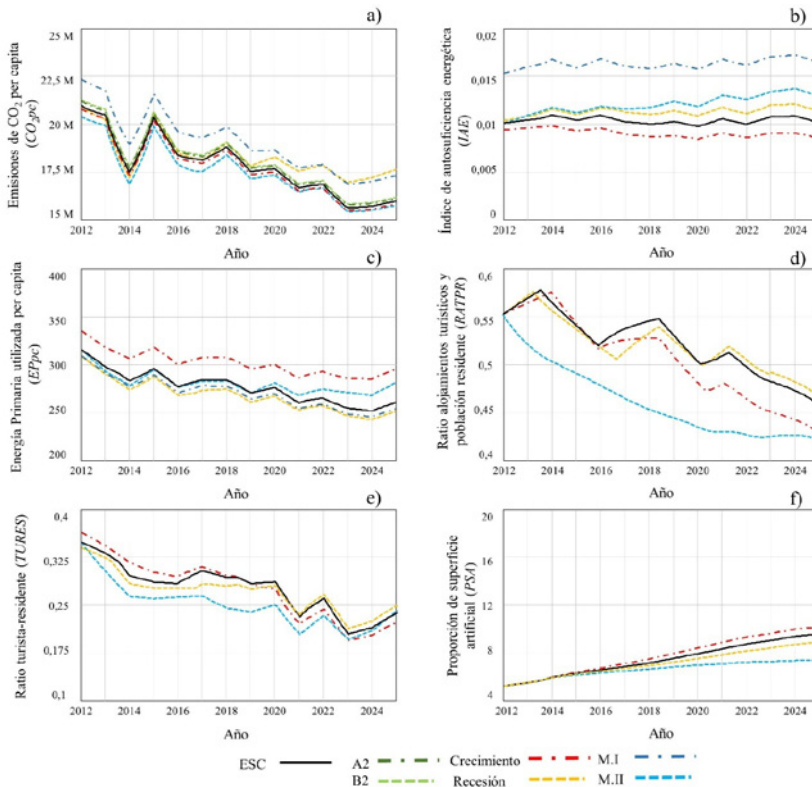 a)
Emisiones de CO₂ per capita
(CO₂pc)
25 M
22,5 M
20 M
17,5 M
15 M
2012 2014 2016 2018 2020 2022 2024
Año
b)
Índice de autosuficiencia energética
(IAE)
0,02
0,015
0,01
0,005
0
2012 2014 2016 2018 2020 2022 2024
Año
c)
Energía Primaria utilizada per capita
(EPpc)
400
350
300
250
200
2012 2014 2016 2018 2020 2022 2024
Año
d)
Ratio alojamientos turísticos y
población residente (RATPR)
0,6
0,55
0,5
0,45
0,4
2012 2014 2016 2018 2020 2022 2024
Año
e)
Ratio turista-residente (TURES)
0,4
0,325
0,25
0,175
0,1
2012 2014 2016 2018 2020 2022 2024
Año
f)
Proporción de superficie
artificial (PSA)
20
16
12
8
4
2012 2014 2016 2018 2020 2022 2024
Año
ESC A2 Crecimiento M.I
B2 Recesión M.II